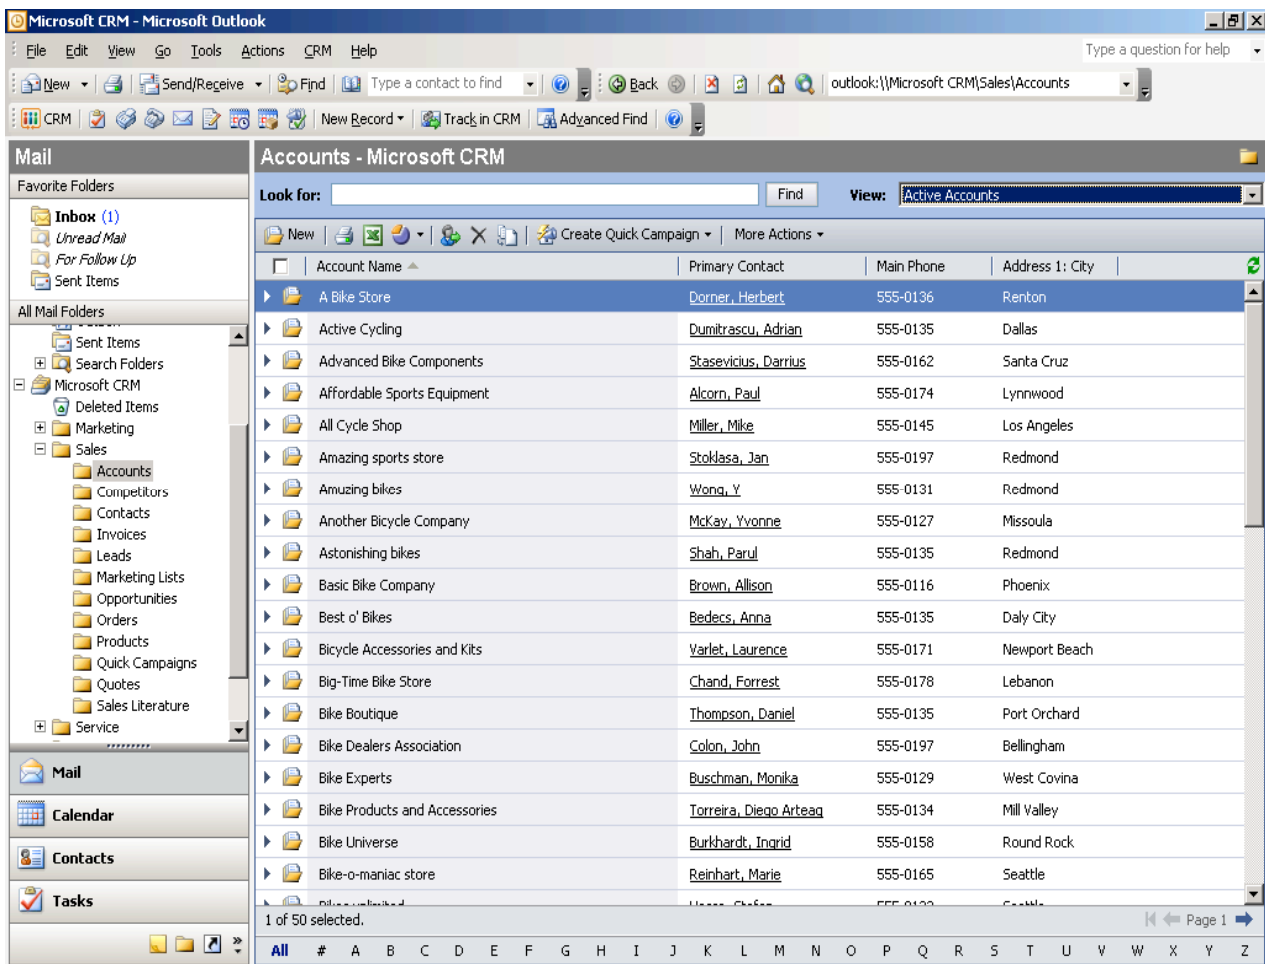 Microsoft CRM - Microsoft Outlook
File Edit View Go Tools Actions CRM Help Type a question for help
New Send/Receive Find Type a contact to find Back outlook:\\Microsoft CRM\Sales\Accounts
CRM New Record Track in CRM Advanced Find
Mail
Favorite Folders
Inbox (1)
Unread Mail
For Follow Up
Sent Items
All Mail Folders
Sent Items
Search Folders
Microsoft CRM
Deleted Items
Marketing
Sales
Accounts
Competitors
Contacts
Invoices
Leads
Marketing Lists
Opportunities
Orders
Products
Quick Campaigns
Quotes
Sales Literature
Service
Mail
Calendar
Contacts
Tasks
Accounts - Microsoft CRM
Look for: Find View: Active Accounts
New Create Quick Campaign More Actions
Account Name Primary Contact Main Phone Address 1: City
A Bike Store Dorner, Herbert 555-0136 Renton
Active Cycling Dumitrascu, Adrian 555-0135 Dallas
Advanced Bike Components Stasevicius, Darrius 555-0162 Santa Cruz
Affordable Sports Equipment Alcorn, Paul 555-0174 Lynnwood
All Cycle Shop Miller, Mike 555-0145 Los Angeles
Amazing sports store Stoklasa, Jan 555-0197 Redmond
Amuzing bikes Wong, Y 555-0131 Redmond
Another Bicycle Company McKay, Yvonne 555-0127 Missoula
Astonishing bikes Shah, Parul 555-0135 Redmond
Basic Bike Company Brown, Allison 555-0116 Phoenix
Best o' Bikes Bedecs, Anna 555-0135 Daly City
Bicycle Accessories and Kits Varlet, Laurence 555-0171 Newport Beach
Big-Time Bike Store Chand, Forrest 555-0178 Lebanon
Bike Boutique Thompson, Daniel 555-0135 Port Orchard
Bike Dealers Association Colon, John 555-0197 Bellingham
Bike Experts Buschman, Monika 555-0129 West Covina
Bike Products and Accessories Torreira, Diego Arteag 555-0134 Mill Valley
Bike Universe Burkhardt, Ingrid 555-0158 Round Rock
Bike-o-maniac store Reinhart, Marie 555-0165 Seattle
1 of 50 selected. Page 1
All # A B C D E F G H I J K L M N O P Q R S T U V W X Y Z